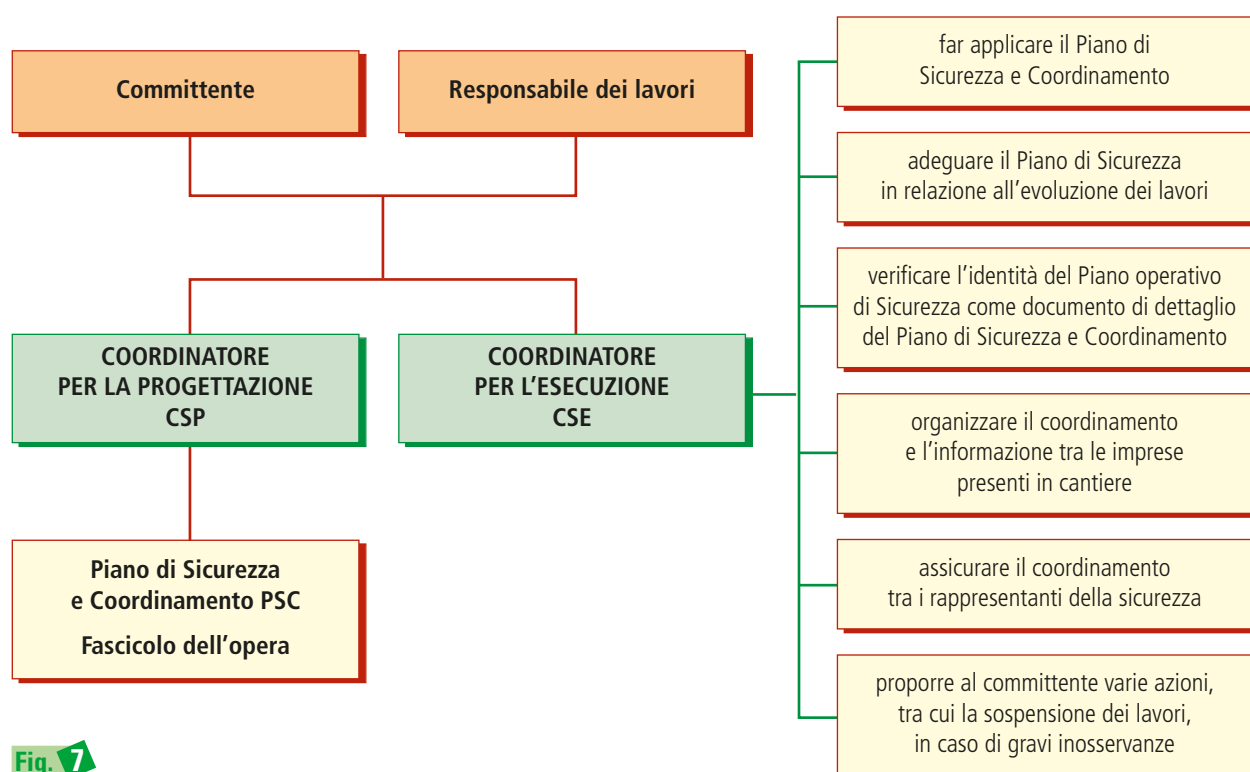 Committente
Responsabile dei lavori
COORDINATORE
PER LA PROGETTAZIONE
CSP
COORDINATORE
PER L'ESECUZIONE
CSE
Piano di Sicurezza
e Coordinamento PSC
Fascicolo dell'opera
far applicare il Piano di
Sicurezza e Coordinamento
adeguare il Piano di Sicurezza
in relazione all'evoluzione dei lavori
verificare l'identità del Piano operativo
di Sicurezza come documento di dettaglio
del Piano di Sicurezza e Coordinamento
organizzare il coordinamento
e l'informazione tra le imprese
presenti in cantiere
assicurare il coordinamento
tra i rappresentanti della sicurezza
proporre al committente varie azioni,
tra cui la sospensione dei lavori,
in caso di gravi inosservanze
Fig. 7